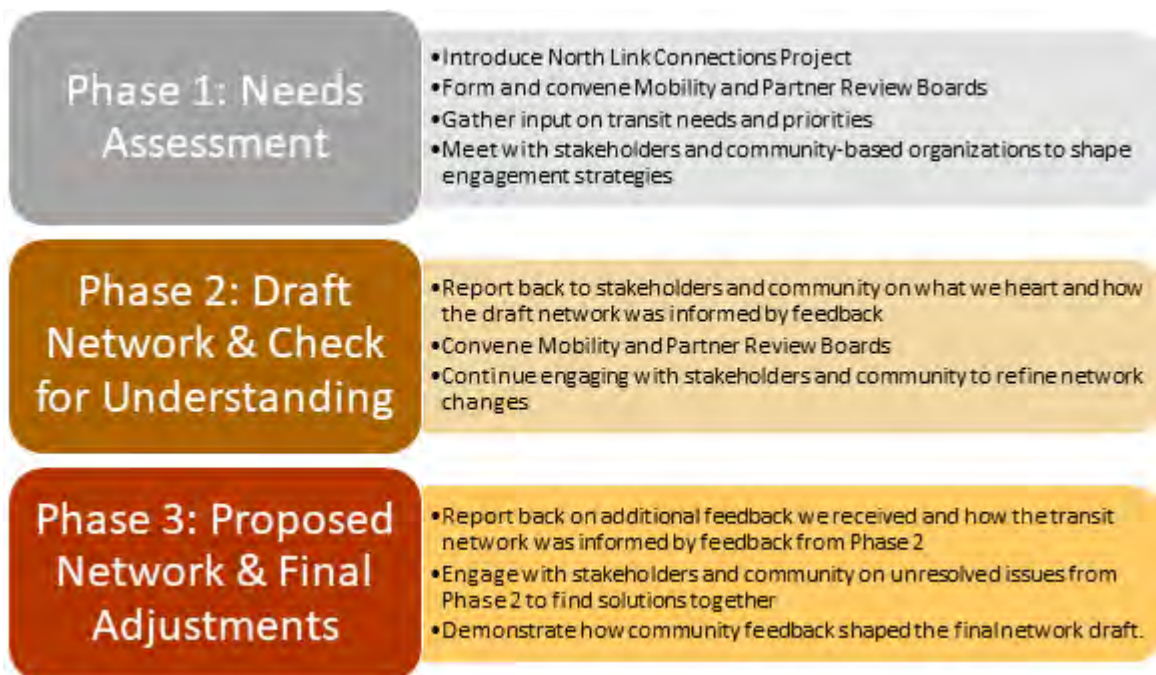 Phase 1: Needs
Assessment
•Introduce North Link Connections Project
•Form and convene Mobility and Partner Review Boards
•Gather input on transit needs and priorities
•Meet with stakeholders and community-based organizations to shape
engagement strategies
Phase 2: Draft
Network & Check
for Understanding
•Report back to stakeholders and community on what we heart and how
the draft network was informed by feedback
•Convene Mobility and Partner Review Boards
•Continue engaging with stakeholders and community to refine network
changes
Phase 3: Proposed
Network & Final
Adjustments
•Report back on additional feedback we received and how the transit
network was informed by feedback from Phase 2
•Engage with stakeholders and community on unresolved issues from
Phase 2 to find solutions together
•Demonstrate how community feedback shaped the final network draft.